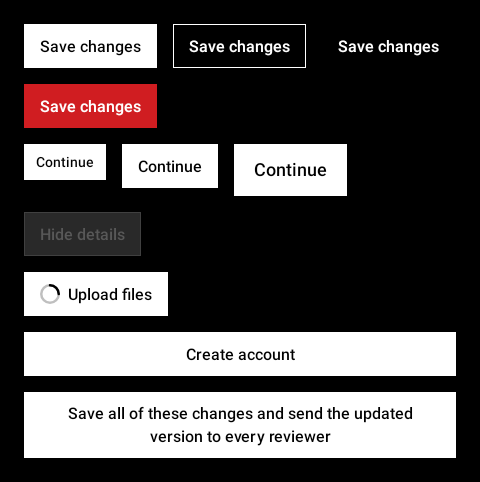 Save changes Save changes Save changes
Save changes
Continue Continue Continue
Hide details
Upload files
Create account
Save all of these changes and send the updated
version to every reviewer